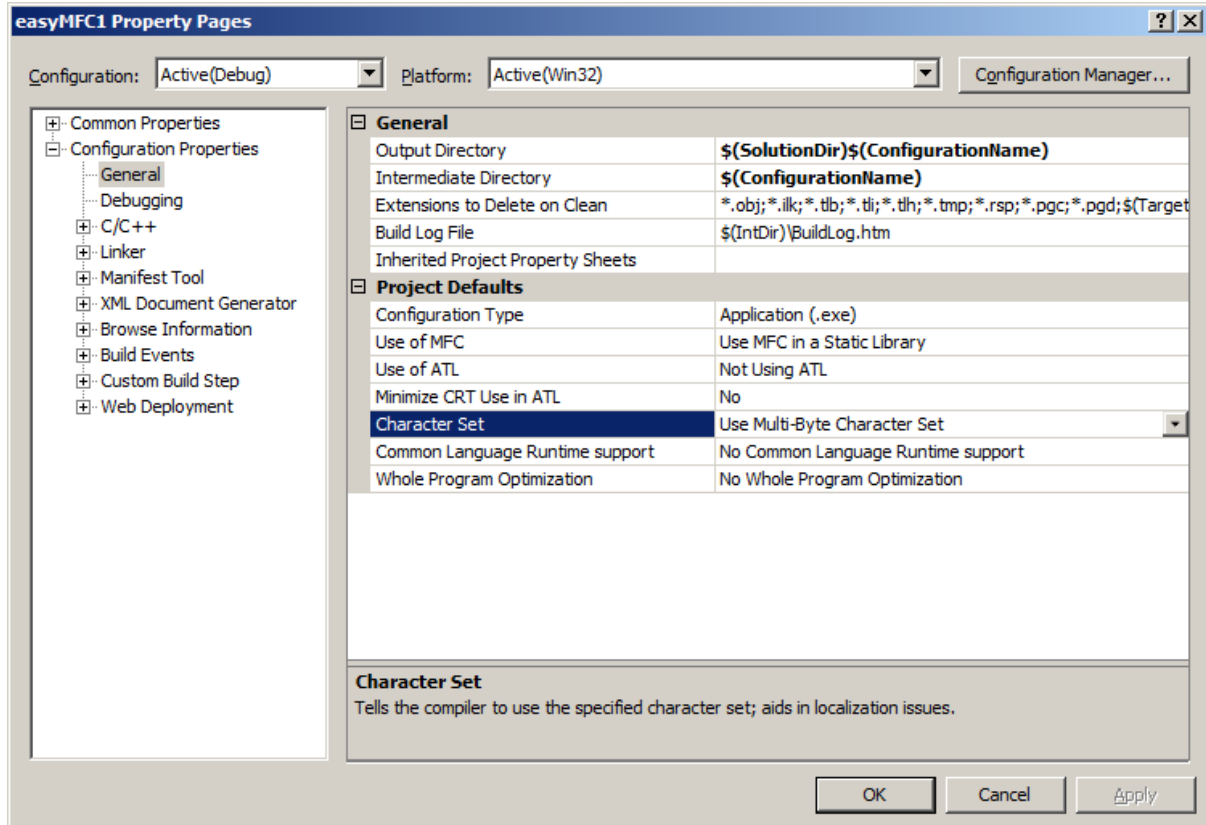 easyMFC1 Property Pages
Configuration: Active(Debug) Platform: Active(Win32) Configuration Manager...
Common Properties
Configuration Properties
General
Debugging
C/C++
Linker
Manifest Tool
XML Document Generator
Browse Information
Build Events
Custom Build Step
Web Deployment
General
Output Directory $(SolutionDir)$(ConfigurationName)
Intermediate Directory $(ConfigurationName)
Extensions to Delete on Clean *.obj;*.ilk;*.tlb;*.tli;*.tlh;*.tmp;*.rsp;*.pgc;*.pgd;$(Target
Build Log File $(IntDir)\BuildLog.htm
Inherited Project Property Sheets
Project Defaults
Configuration Type Application (.exe)
Use of MFC Use MFC in a Static Library
Use of ATL Not Using ATL
Minimize CRT Use in ATL No
Character Set Use Multi-Byte Character Set
Common Language Runtime support No Common Language Runtime support
Whole Program Optimization No Whole Program Optimization
Character Set
Tells the compiler to use the specified character set; aids in localization issues.
OK Cancel Apply